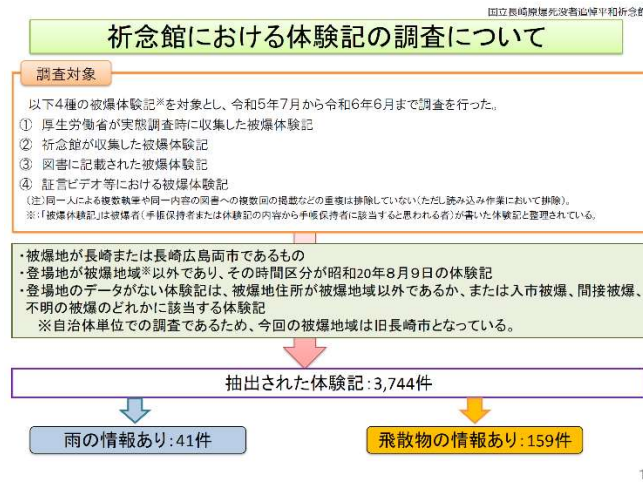 国立長崎原爆死没者追悼平和祈念館
祈念館における体験記の調査について
調査対象
以下4種の被爆体験記※を対象とし、令和5年7月から令和6年6月まで調査を行った。
① 厚生労働省が実態調査時に収集した被爆体験記
② 祈念館が収集した被爆体験記
③ 図書に記載された被爆体験記
④ 証言ビデオ等における被爆体験記
(注)同一人による複数執筆や同一内容の図書への複数回の掲載などの重複は排除していない(ただし読み込み作業において排除)。
※:「被爆体験記」は被爆者(手帳保持者または体験記の内容から手帳保持者に該当すると思われる者)が書いた体験記と整理されている。
・被爆地が長崎または長崎広島両市であるもの
・登場地が被爆地域※以外であり、その時間区分が昭和20年8月9日の体験記
・登場地のデータがない体験記は、被爆地住所が被爆地域以外であるか、または入市被爆、間接被爆、
不明の被爆のどれかに該当する体験記
※自治体単位での調査であるため、今回の被爆地域は旧長崎市となっている。
抽出された体験記:3,744件
雨の情報あり:41件
飛散物の情報あり:159件
1